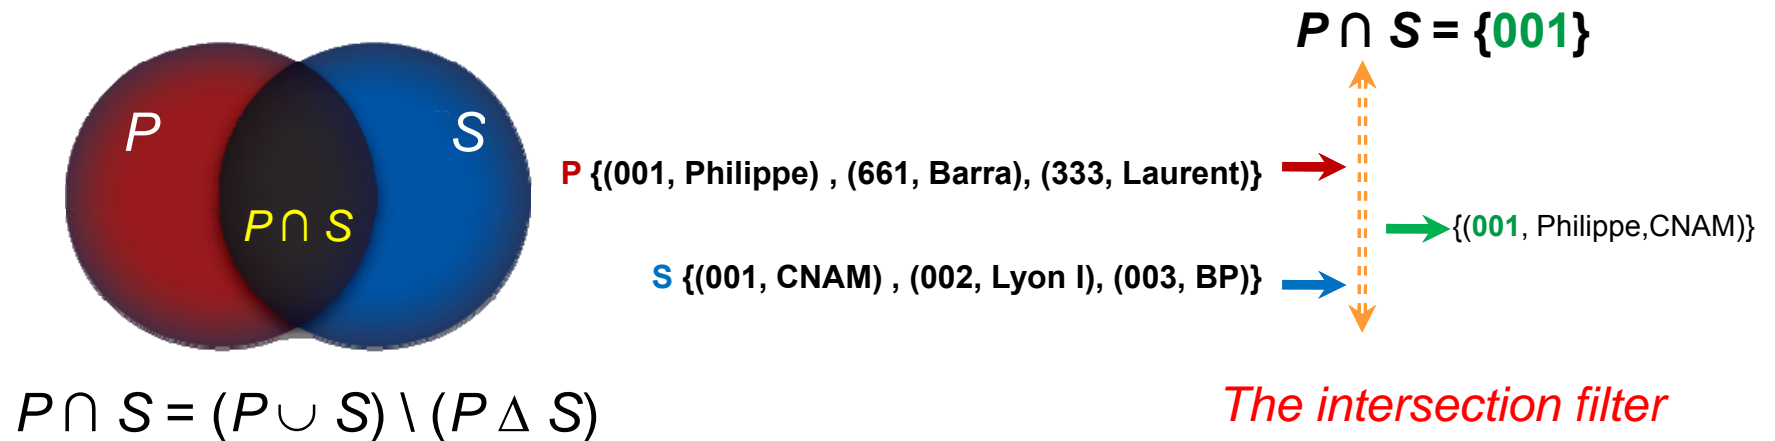 P
S
P ∩ S
P ∩ S = (P ∪ S) \ (P Δ S)
P ∩ S = {001}
P {(001, Philippe) , (661, Barra), (333, Laurent)}
{(001, Philippe,CNAM)}
S {(001, CNAM) , (002, Lyon I), (003, BP)}
The intersection filter